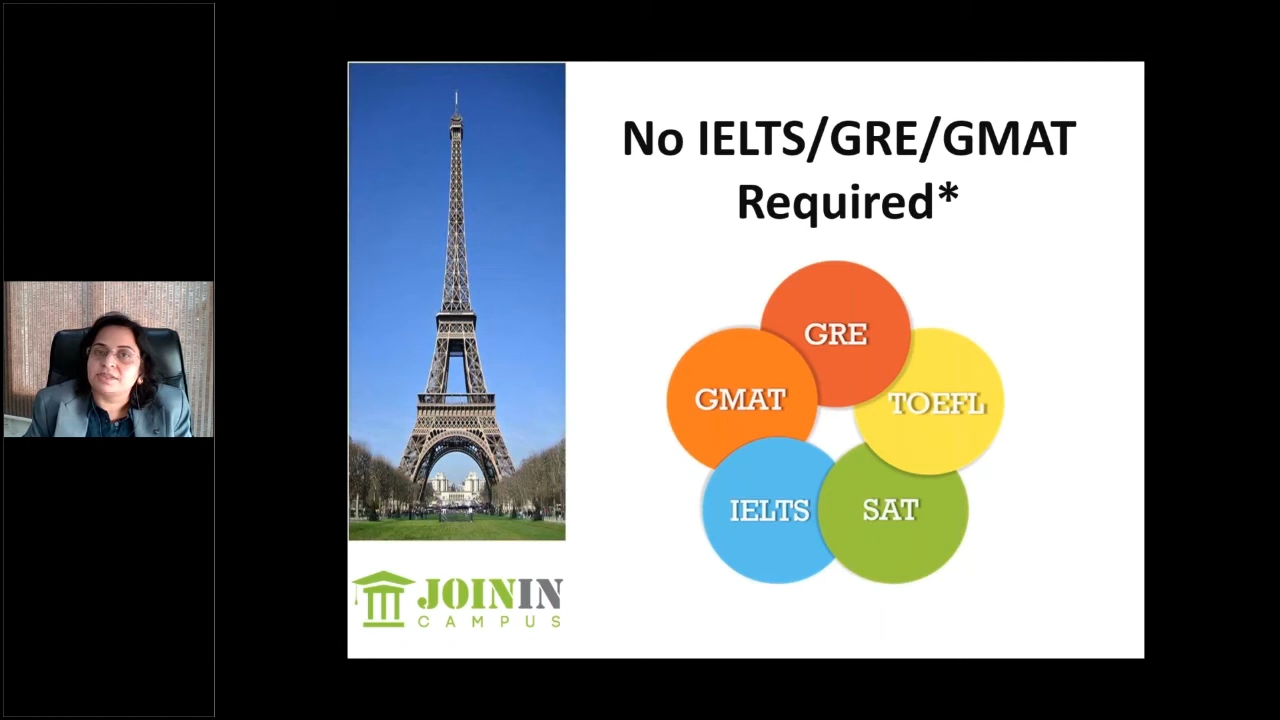 No IELTS/GRE/GMAT
Required*
GRE
GMAT
TOEFL
IELTS
SAT
JOININ
CAMPUS